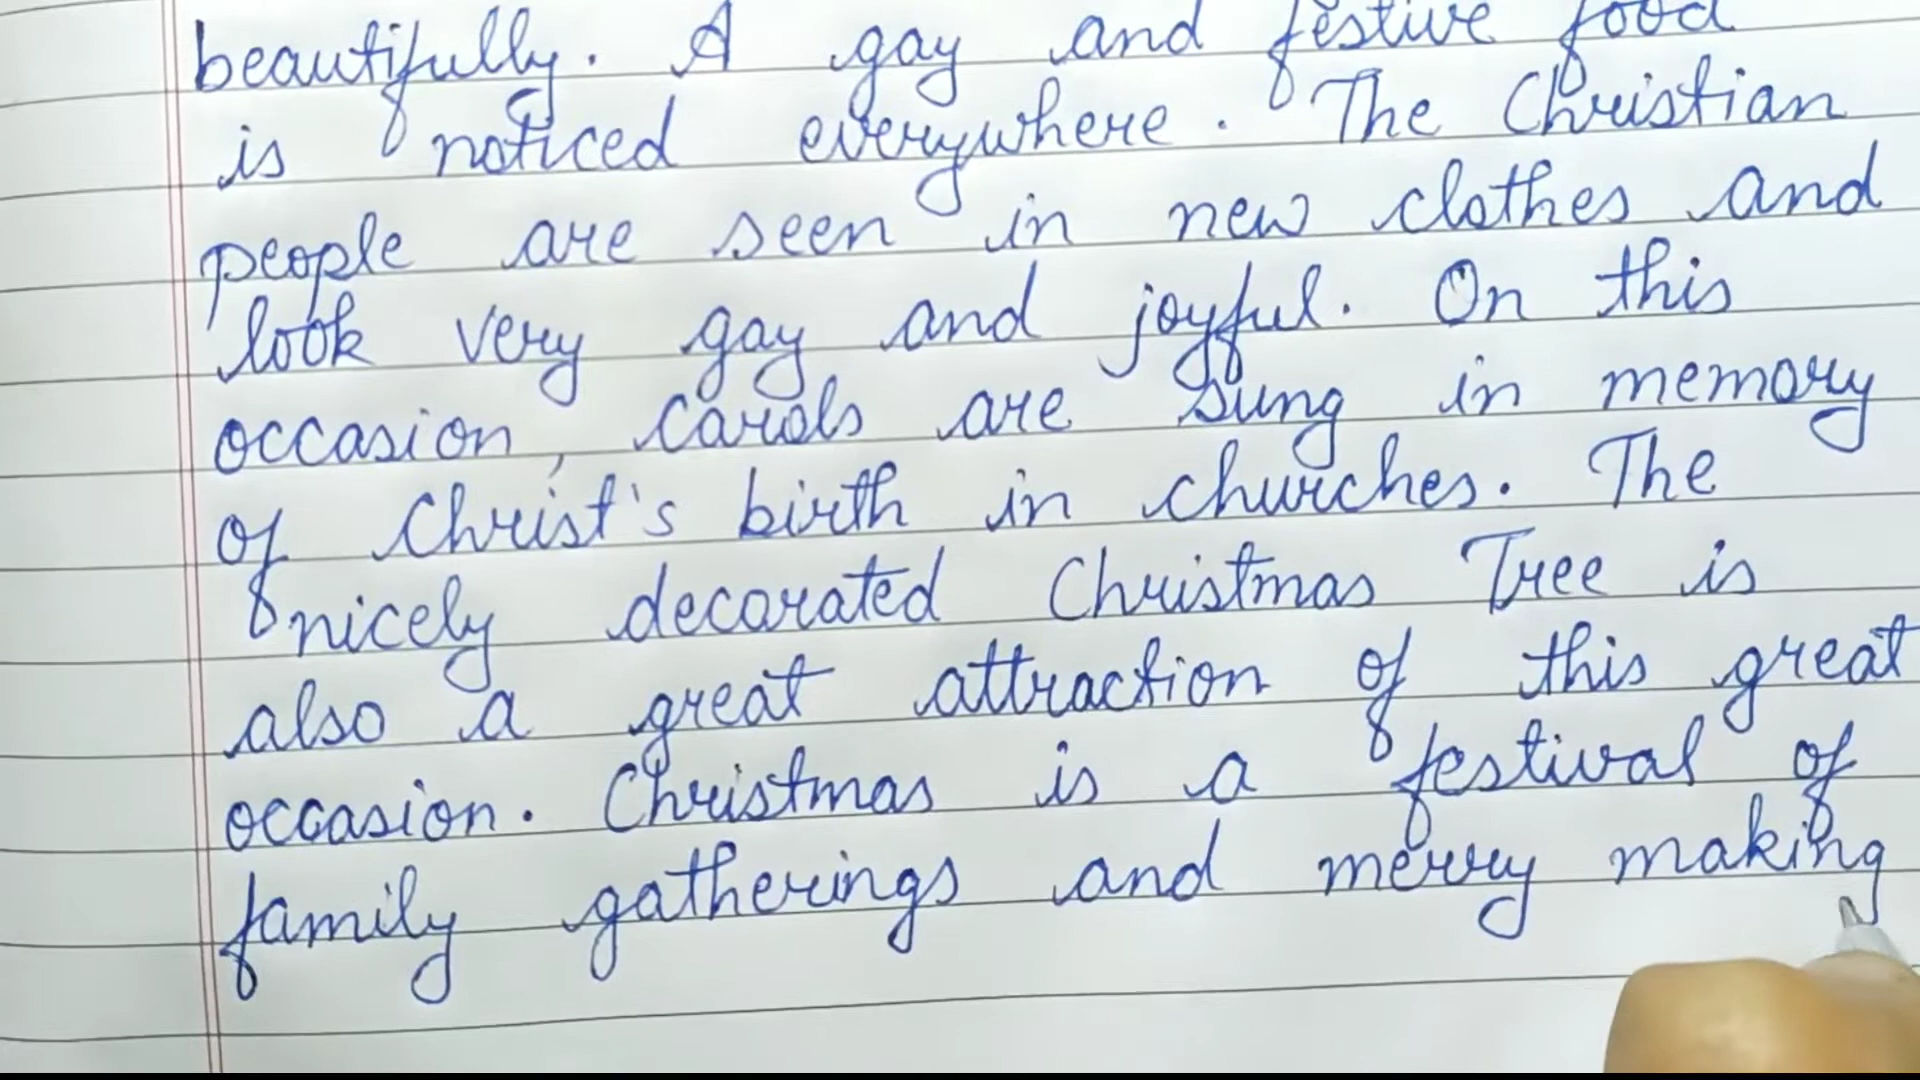 beautifully. A gay and festive food
is noticed everywhere. The Christian
people are seen in new clothes and
look very gay and joyful. On this
occasion, carols are sung in memory
of Christ's birth in churches. The
nicely decorated Christmas Tree is
also a great attraction of this great
occasion. Christmas is a festival of
family gatherings and merry making